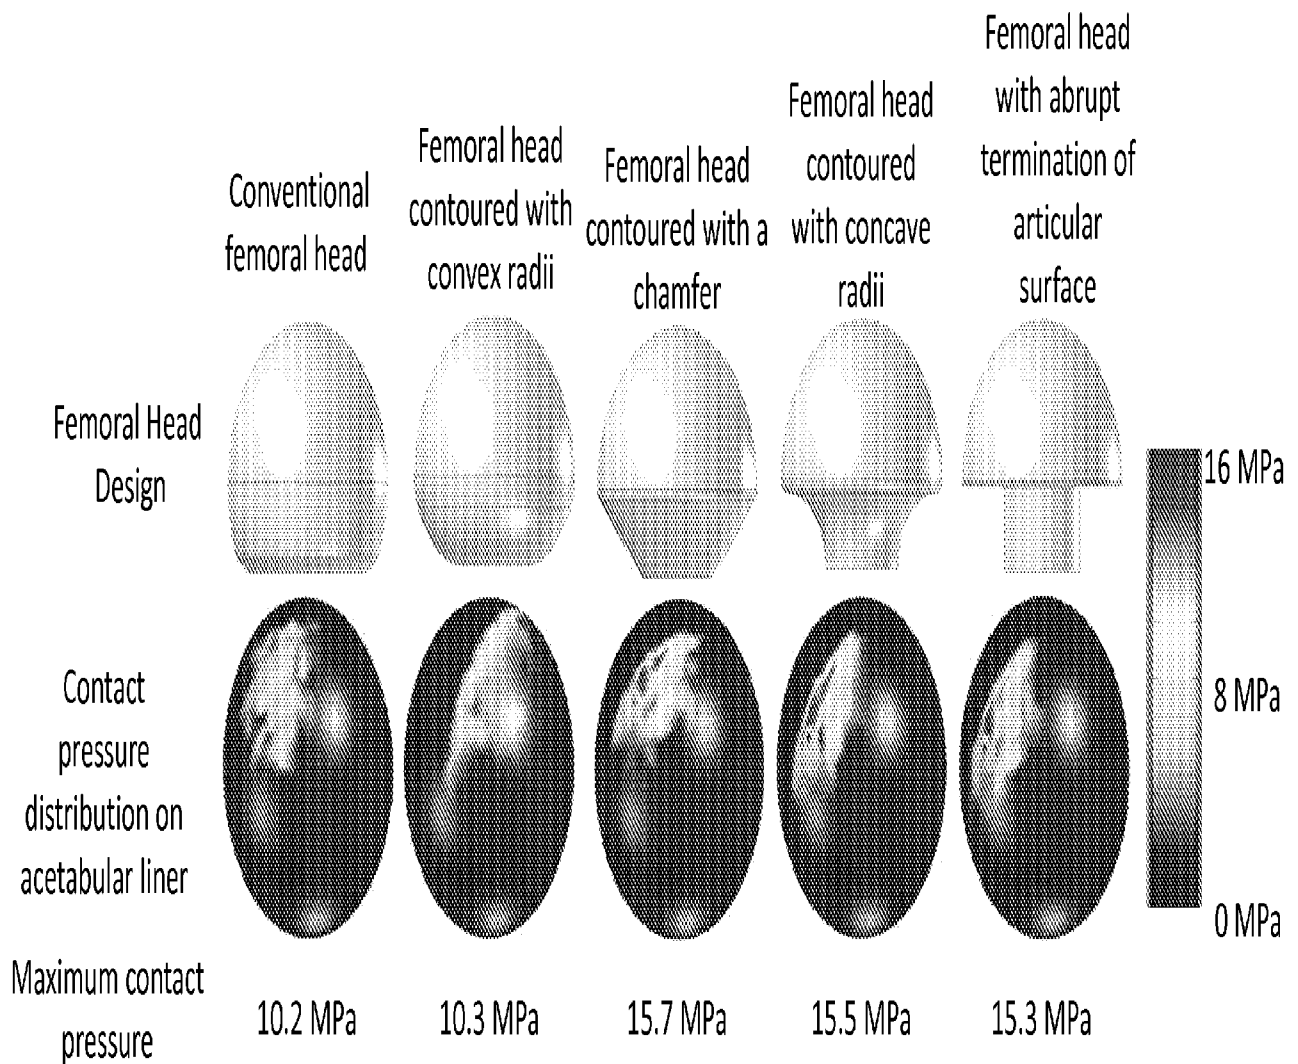 Conventional
femoral head
Femoral head
contoured with
convex radii
Femoral head
contoured with a
chamfer
Femoral head
contoured
with concave
radii
Femoral head
with abrupt
termination of
articular
surface
Femoral Head
Design
16 MPa
8 MPa
0 MPa
Contact
pressure
distribution on
acetabular liner
Maximum contact
pressure
10.2 MPa
10.3 MPa
15.7 MPa
15.5 MPa
15.3 MPa